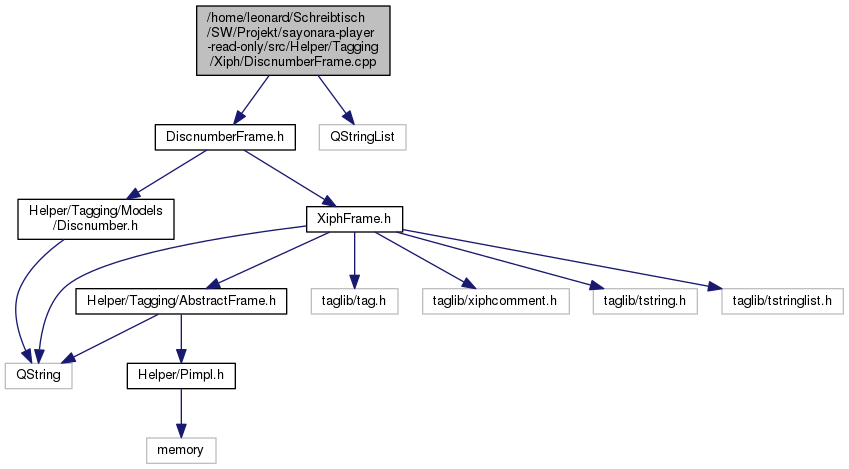 /home/leonard/Schreibtisch
/SW/Projekt/sayonara-player
-read-only/src/Helper/Tagging
/Xiph/DiscnumberFrame.cpp
DiscnumberFrame.h
QStringList
Helper/Tagging/Models
/Discnumber.h
XiphFrame.h
Helper/Tagging/AbstractFrame.h
taglib/tag.h
taglib/xiphcomment.h
taglib/tstring.h
taglib/tstringlist.h
QString
Helper/Pimpl.h
memory